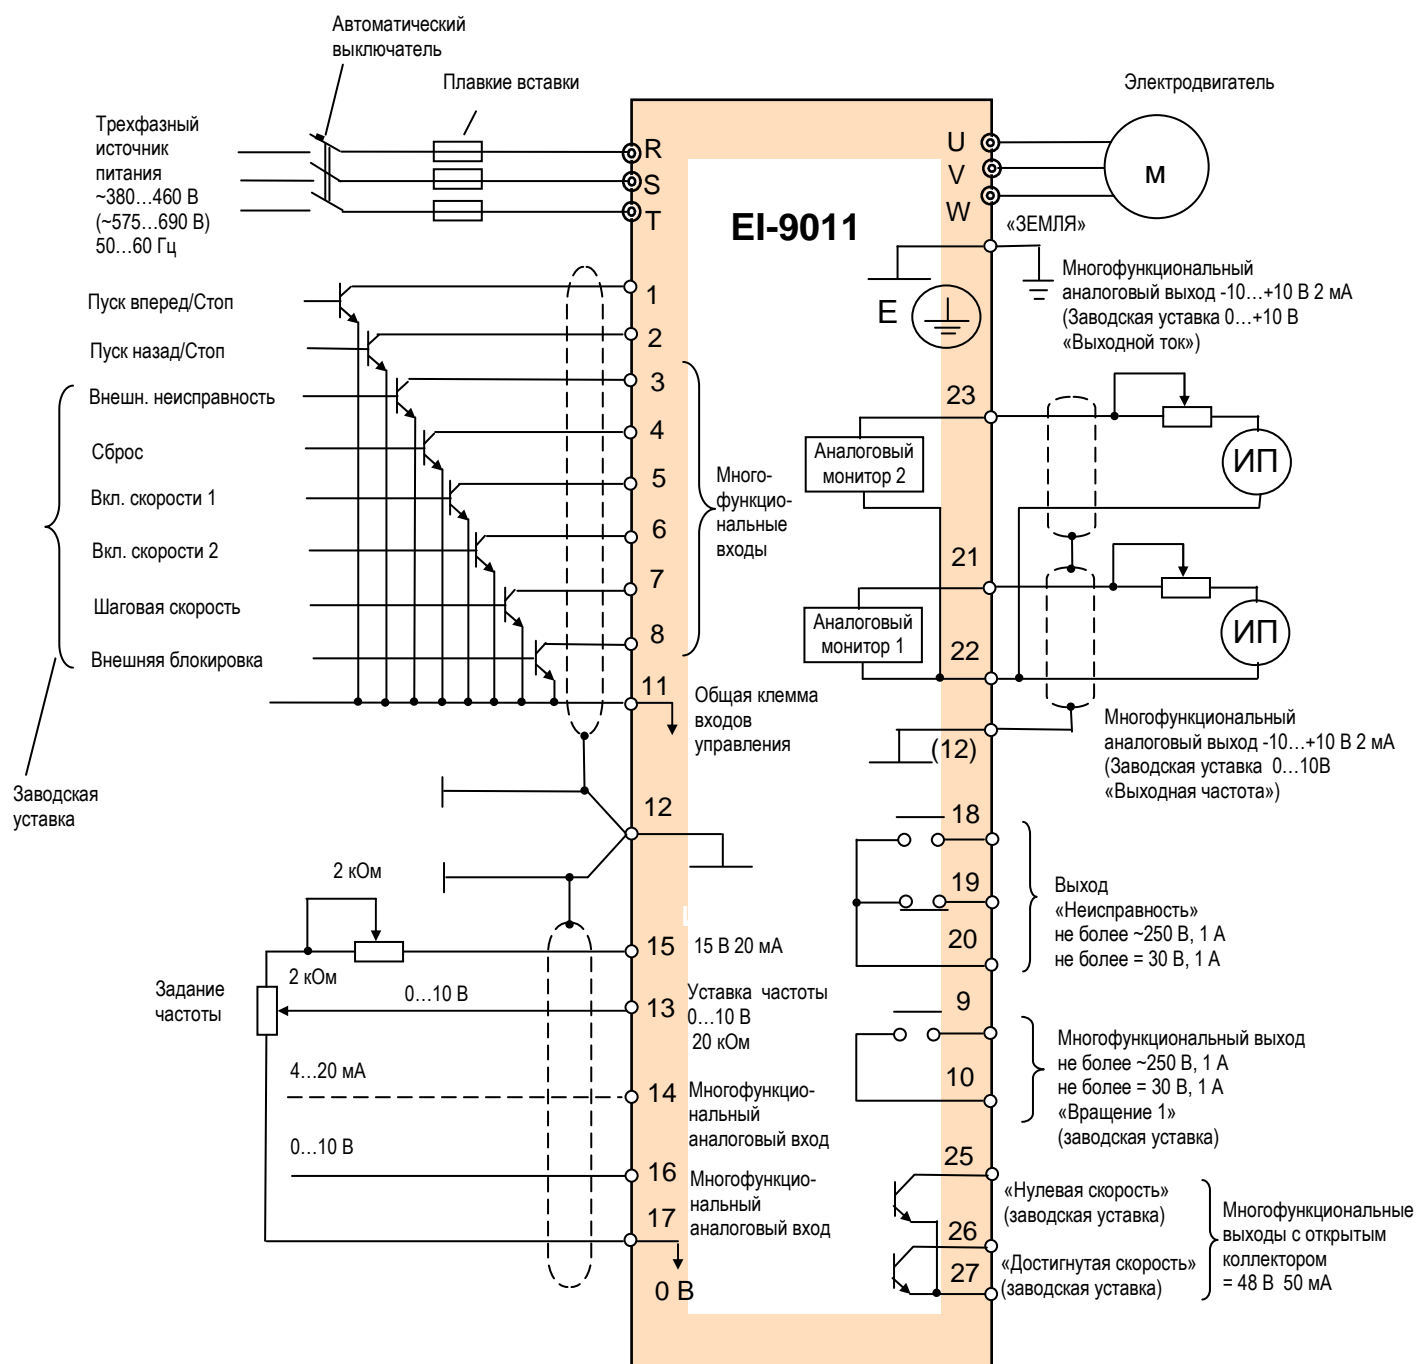 Автоматический
выключатель
Плавкие вставки
Электродвигатель
Трехфазный
источник
питания
~380...460 В
(~575...690 В)
50...60 Гц
R
S
T
EI-9011
U
V
W
М
«ЗЕМЛЯ»
E
Многофункциональный
аналоговый выход -10...+10 В 2 мА
(Заводская уставка 0...+10 В
«Выходной ток»)
Пуск вперед/Стоп
Пуск назад/Стоп
Внешн. неисправность
Сброс
Вкл. скорости 1
Вкл. скорости 2
Шаговая скорость
Внешняя блокировка
Заводская
уставка
1
2
3
4
5
6
7
8
11
Много-
функцио-
нальные
входы
Общая клемма
входов
управления
12
23
Аналоговый
монитор 2
ИП
21
Аналоговый
монитор 1
22
ИП
(12)
Многофункциональный
аналоговый выход -10...+10 В 2 мА
(Заводская уставка 0...10В
«Выходная частота»)
18
19
20
Выход
«Неисправность»
не более ~250 В, 1 А
не более = 30 В, 1 А
2 кОм
2 кОм
Задание
частоты
0...10 В
4...20 мА
0...10 В
15
15 В 20 мА
13
Уставка частоты
0...10 В
20 кОм
14
Многофункцио-
нальный
аналоговый вход
16
Многофункцио-
нальный
аналоговый вход
17
0 В
9
10
Многофункциональный выход
не более ~250 В, 1 А
не более = 30 В, 1 А
«Вращение 1»
(заводская уставка)
25
26
27
«Нулевая скорость»
(заводская уставка)
«Достигнутая скорость»
(заводская уставка)
Многофункциональные
выходы с открытым
коллектором
= 48 В 50 мА